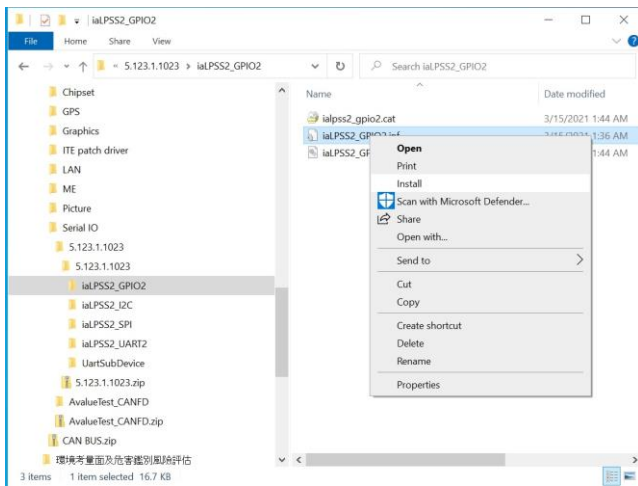 iaLPSS2_GPIO2
File Home Share View
« 5.123.1.1023 > iaLPSS2_GPIO2
Search iaLPSS2_GPIO2
Chipset
GPS
Graphics
ITE patch driver
LAN
ME
Picture
Serial IO
5.123.1.1023
5.123.1.1023
iaLPSS2_GPIO2
iaLPSS2_I2C
iaLPSS2_SPI
iaLPSS2_UART2
UartSubDevice
5.123.1.1023.zip
AvalueTest_CANFD
AvalueTest_CANFD.zip
CAN BUS.zip
環境考量面及危害鑑別風險評估
Name Date modified
ialpss2_gpio2.cat 3/15/2021 1:44 AM
iaLPSS2_GPIO2.inf 3/15/2021 1:36 AM
iaLPSS2_GP 1:44 AM
Open
Print
Install
Scan with Microsoft Defender...
Share
Open with...
Send to
Cut
Copy
Create shortcut
Delete
Rename
Properties
3 items 1 item selected 16.7 KB